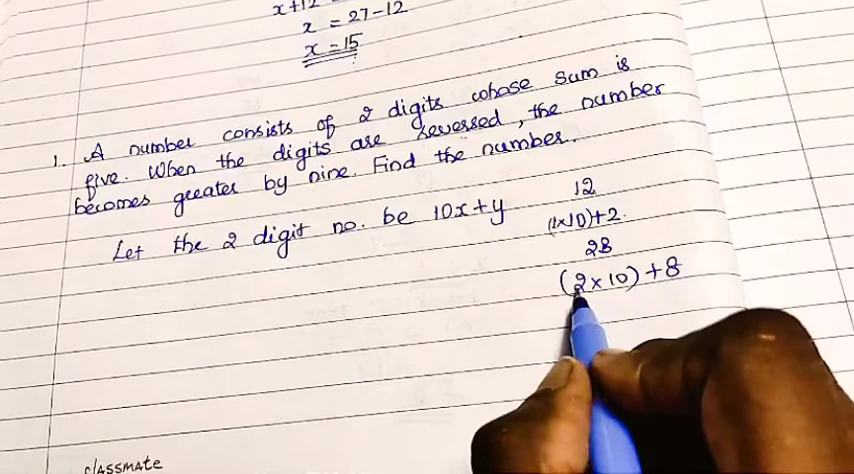 x+12
x = 27-12
x = 15
1. A number consists of 2 digits whose sum is
five. When the digits are reversed, the number
becomes greater by nine. Find the number.
Let the 2 digit no. be 10x+y
12
(1×10)+2.
28
(2×10)+8
classmate